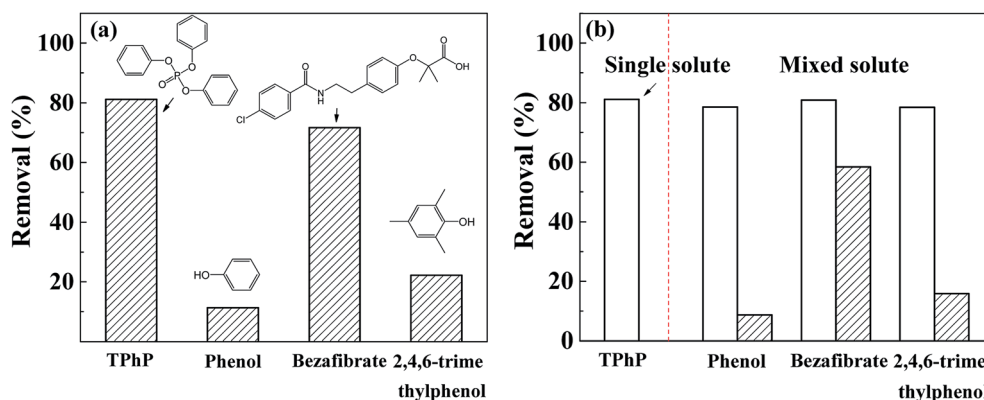 (a)
100
80
60
40
20
Removal (%)
O
O
P
O
O
O
N
H
O
O
OH
Cl
HO
OH
TPhP
Phenol
Bezafibrate
2,4,6-trime
thylphenol
(b)
100
80
60
40
20
0
Removal (%)
Single solute
Mixed solute
TPhP
Phenol
Bezafibrate
2,4,6-trime
thylphenol